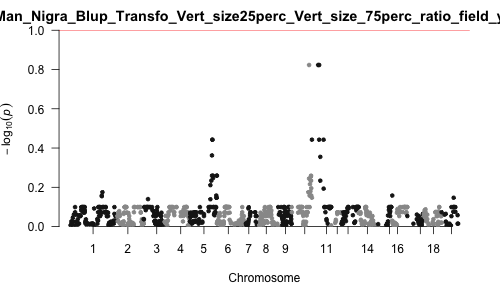 Man_Nigra_Blup_Transfo_Vert_size25perc_Vert_size_75perc_ratio_field_y
1.0
0.8
0.6
0.4
0.2
0.0
−log10(p)
1 2 3 4 5 6 7 8 9 11 14 16 18
Chromosome